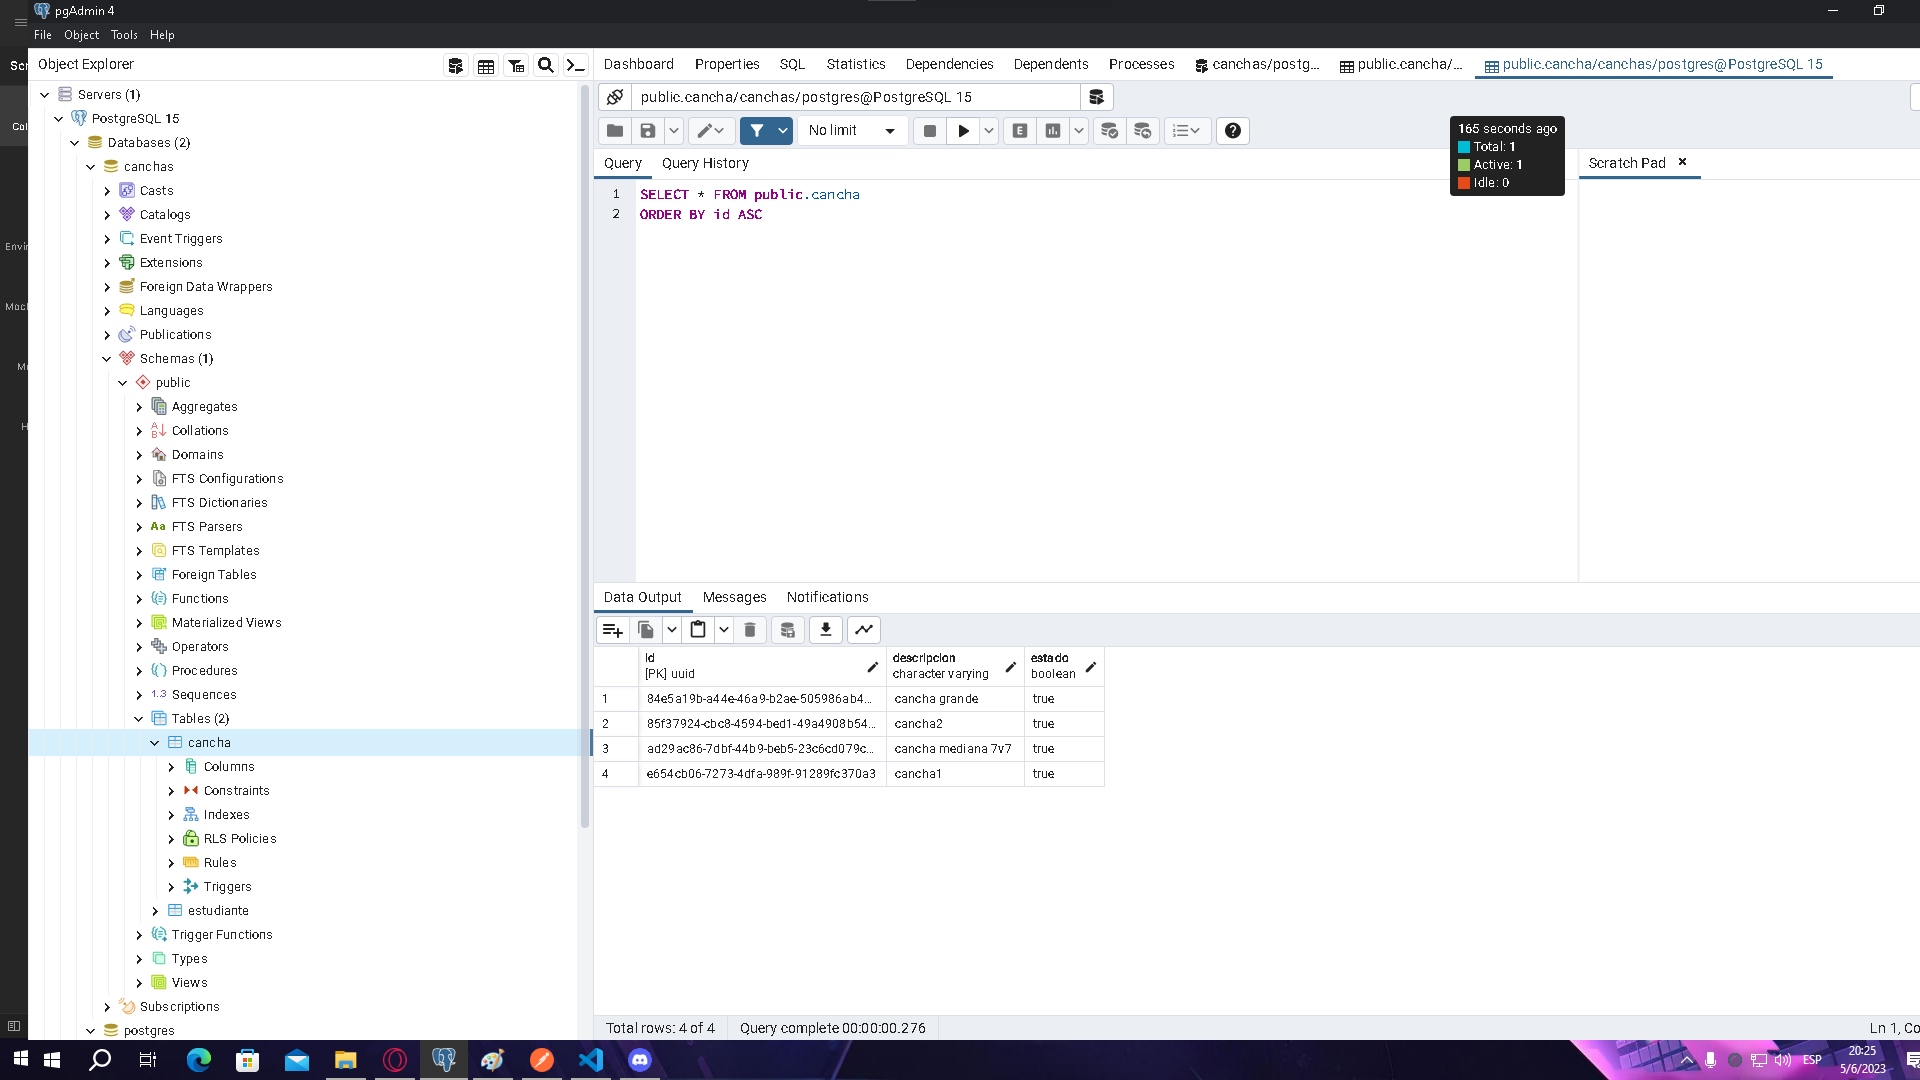 pgAdmin 4
File Object Tools Help
Object Explorer
Servers (1)
PostgreSQL 15
Databases (2)
canchas
Casts
Catalogs
Event Triggers
Extensions
Foreign Data Wrappers
Languages
Publications
Schemas (1)
public
Aggregates
Collations
Domains
FTS Configurations
FTS Dictionaries
Aa FTS Parsers
FTS Templates
Foreign Tables
Functions
Materialized Views
Operators
Procedures
1..3 Sequences
Tables (2)
cancha
Columns
Constraints
Indexes
RLS Policies
Rules
Triggers
estudiante
Trigger Functions
Types
Views
Subscriptions
postgres
Dashboard Properties SQL Statistics Dependencies Dependents Processes canchas/postg... public.cancha/... public.cancha/canchas/postgres@PostgreSQL 15
public.cancha/canchas/postgres@PostgreSQL 15
No limit
E
165 seconds ago
Total: 1
Active: 1
Idle: 0
Query Query History
Scratch Pad
1 SELECT * FROM public.cancha
2 ORDER BY id ASC
Data Output Messages Notifications
id descripcion estado
[PK] uuid character varying boolean
1 84e5a19b-a44e-46a9-b2ae-505986ab4... cancha grande true
2 85f37924-cbc8-4594-bed1-49a4908b54... cancha2 true
3 ad29ac86-7dbf-44b9-beb5-23c6cd079c... cancha mediana 7v7 true
4 e654cb06-7273-4dfa-989f-91289fc370a3 cancha1 true
Total rows: 4 of 4 Query complete 00:00:00.276
Ln 1, Co
ESP
20:25
5/6/2023